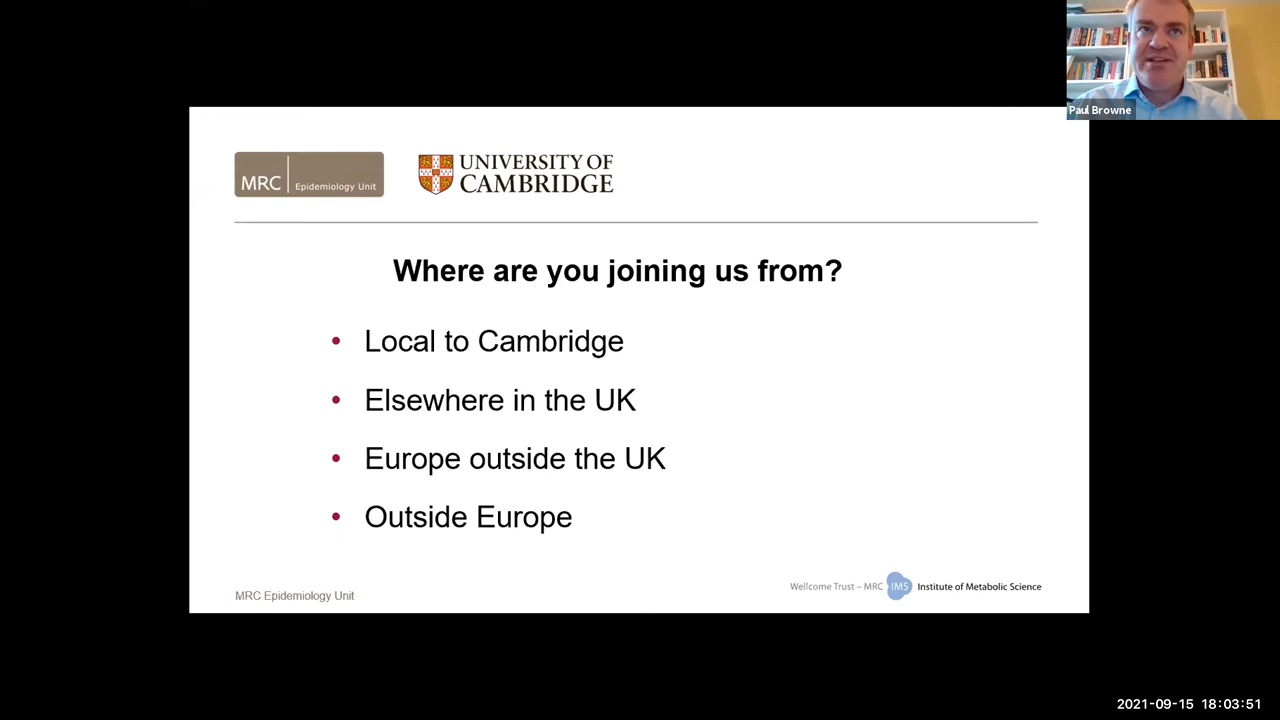 Paul Browne
MRC Epidemiology Unit
UNIVERSITY OF
CAMBRIDGE
Where are you joining us from?
• Local to Cambridge
• Elsewhere in the UK
• Europe outside the UK
• Outside Europe
MRC Epidemiology Unit
Wellcome Trust – MRC IMS Institute of Metabolic Science
2021-09-15 18:03:51